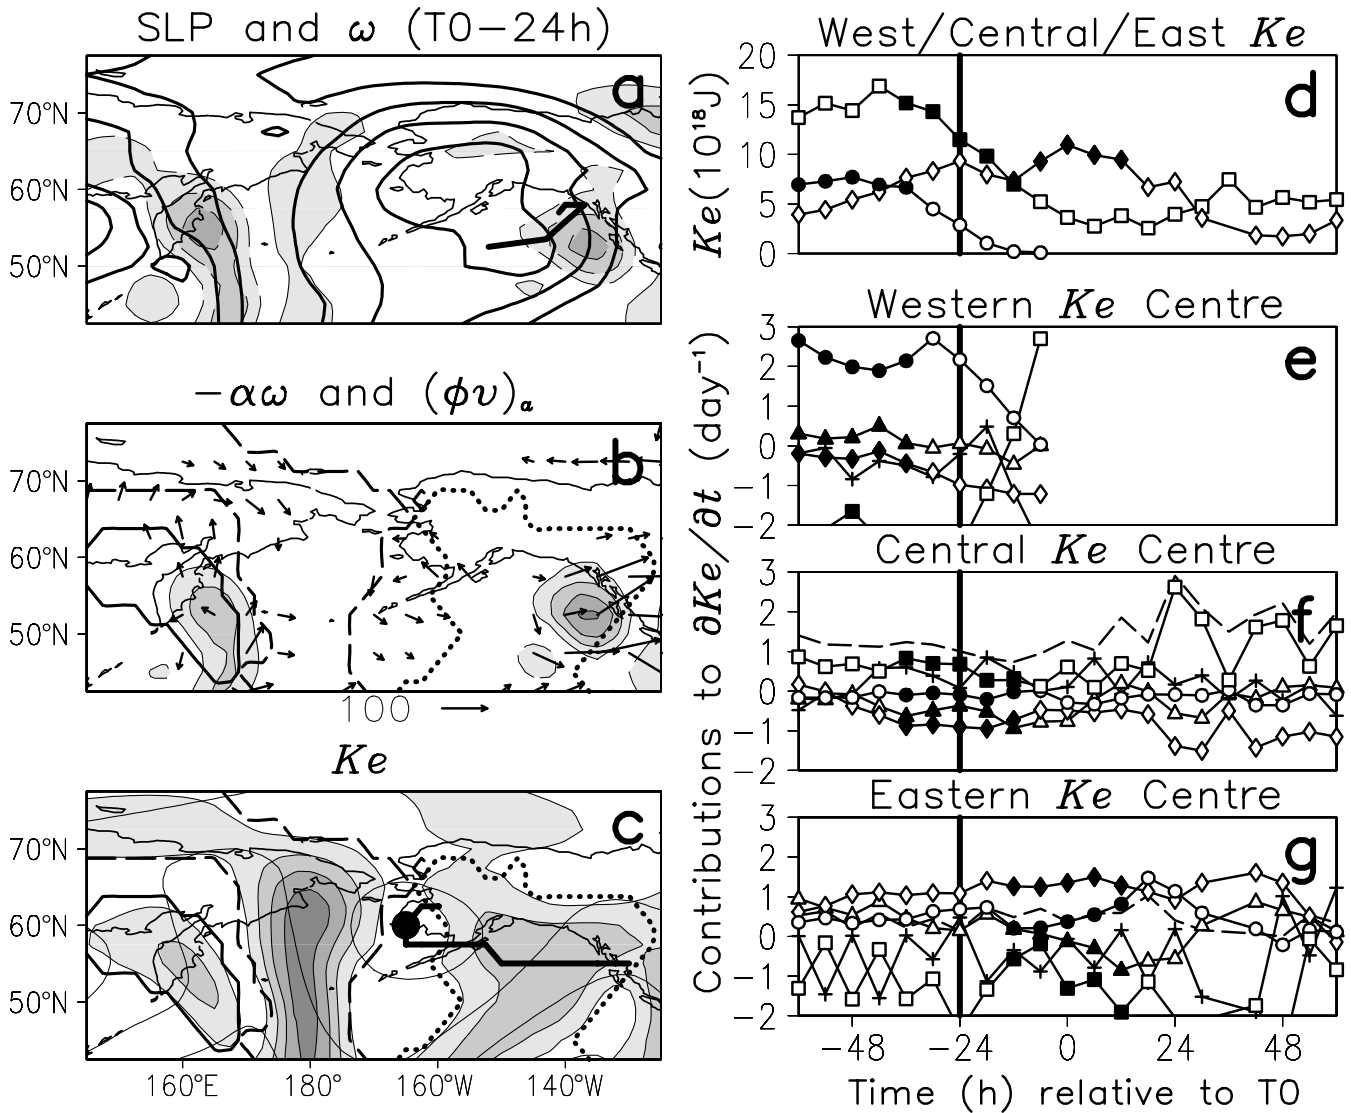 SLP and ω (T0−24h)
a
70°N
60°N
50°N
−αω and (ϕυ)ₐ
b
70°N
60°N
50°N
100
Ke
c
70°N
60°N
50°N
160°E
180°
160°W
140°W
West/Central/East Ke
d
Ke(10¹⁸J)
20
15
10
5
0
Western Ke Centre
e
3
2
1
0
−1
−2
Central Ke Centre
f
3
2
1
0
−1
−2
Eastern Ke Centre
g
3
2
1
0
−1
−2
Contributions to ∂Ke/∂t (day⁻¹)
−48
−24
0
24
48
Time (h) relative to T0